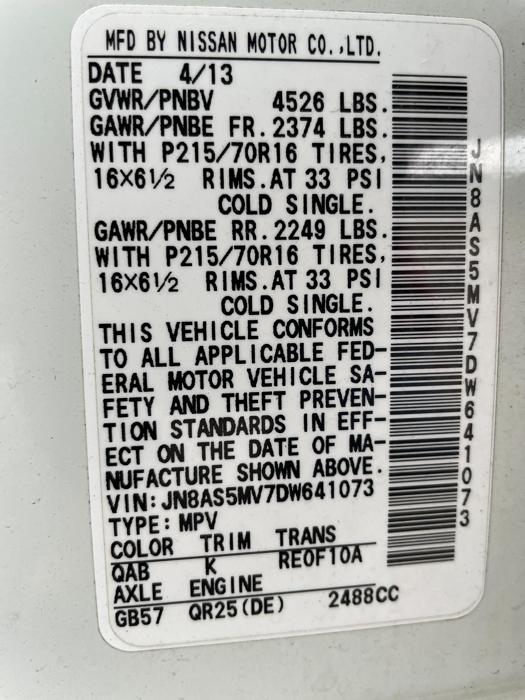 MFD BY NISSAN MOTOR CO.,LTD.
DATE 4/13
GVWR/PNBV 4526 LBS.
GAWR/PNBE FR.2374 LBS.
WITH P215/70R16 TIRES,
16×6½ RIMS.AT 33 PSI
COLD SINGLE.
GAWR/PNBE RR.2249 LBS.
WITH P215/70R16 TIRES,
16×6½ RIMS.AT 33 PSI
COLD SINGLE.
THIS VEHICLE CONFORMS
TO ALL APPLICABLE FED-
ERAL MOTOR VEHICLE SA-
FETY AND THEFT PREVEN-
TION STANDARDS IN EFF-
ECT ON THE DATE OF MA-
NUFACTURE SHOWN ABOVE.
VIN:JN8AS5MV7DW641073
TYPE:MPV
COLOR TRIM TRANS
QAB K RE0F10A
AXLE ENGINE
GB57 QR25(DE) 2488CC
JN8AS5MV7DW641073